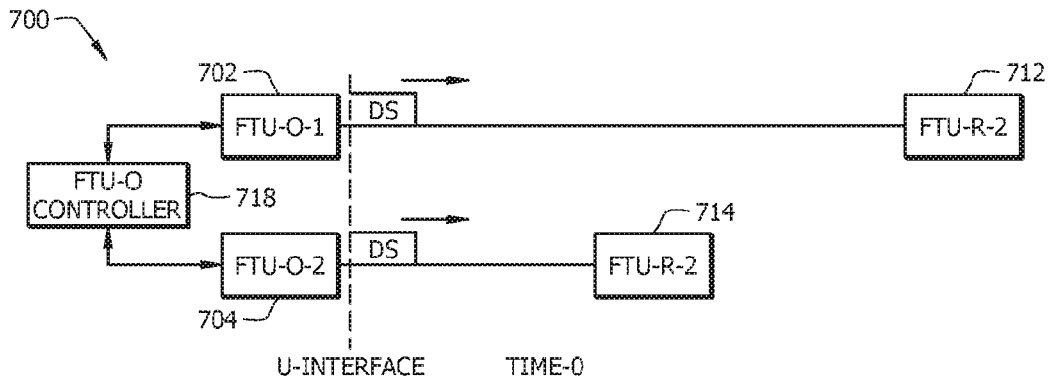 700
702
712
DS
FTU-O-1
FTU-R-2
FTU-O
CONTROLLER
718
714
DS
FTU-O-2
FTU-R-2
704
U-INTERFACE
TIME-0